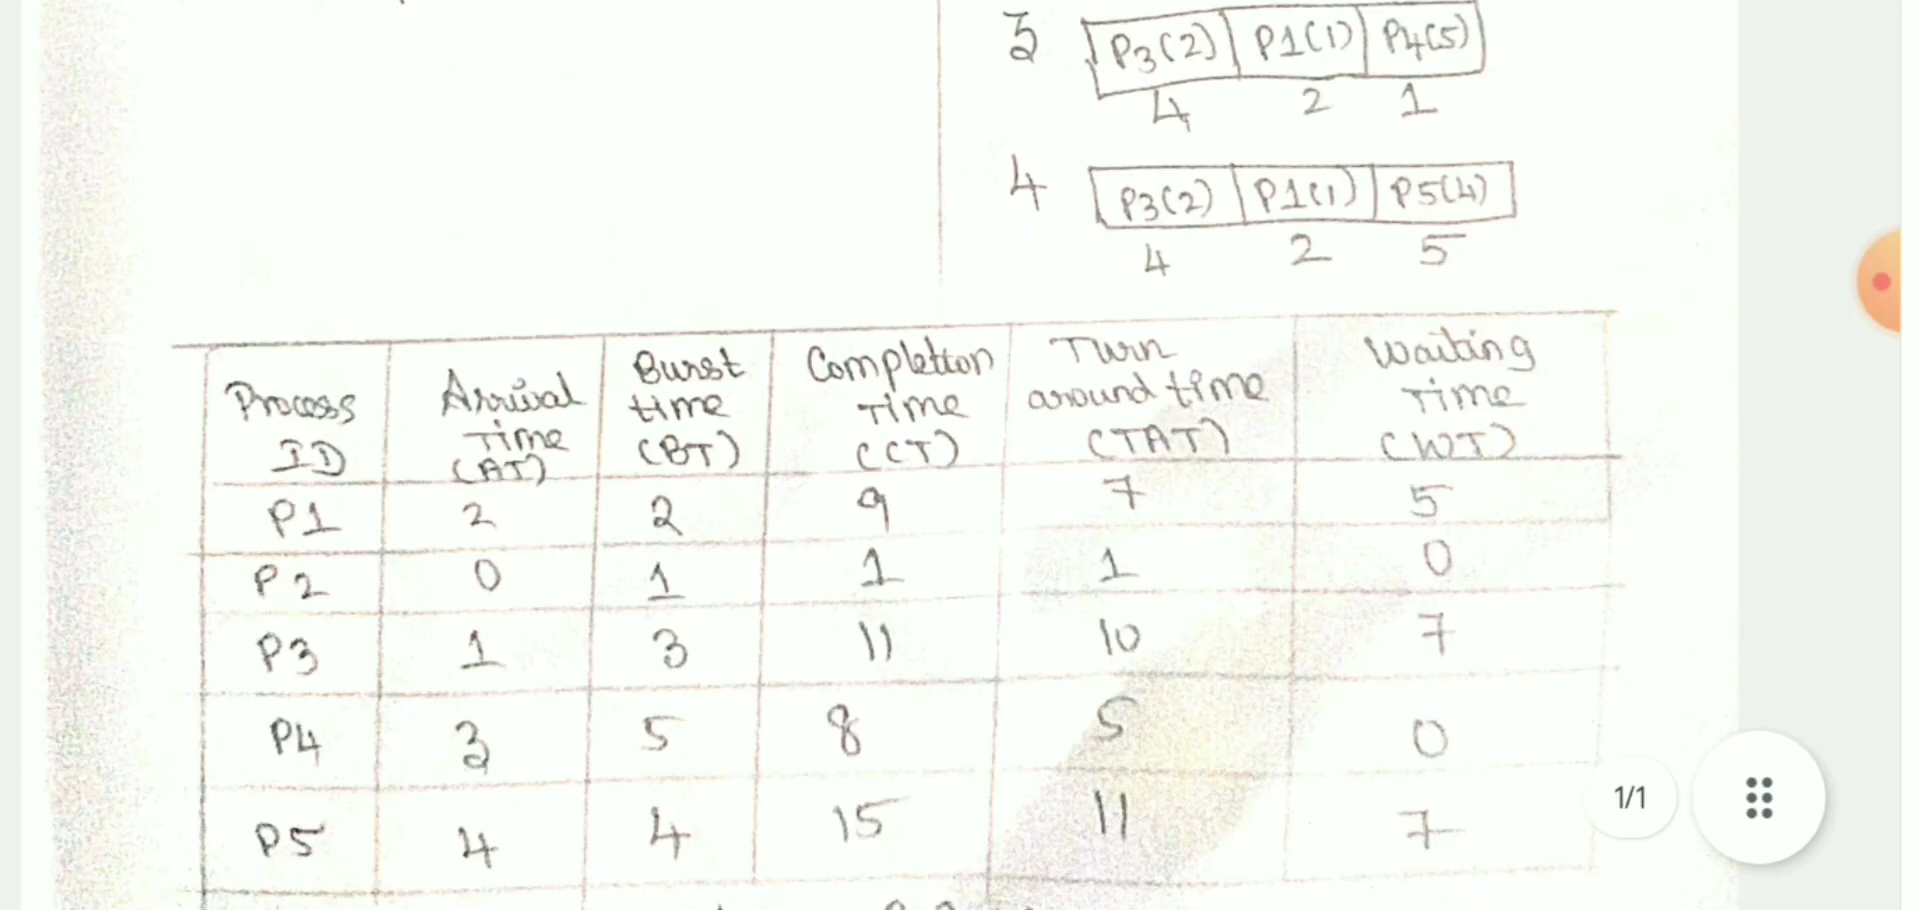 3 P3(2) P1(1) P4(5)
4 2 1
4 P3(2) P1(1) P5(4)
4 2 5
Process ID Arrival Time (AT) Burst time (BT) Completion Time (CT) Turn around time (TAT) Waiting Time (WT)
P1 2 2 9 7 5
P2 0 1 1 1 0
P3 1 3 11 10 7
P4 3 5 8 5 0
P5 4 4 15 11 7
1/1